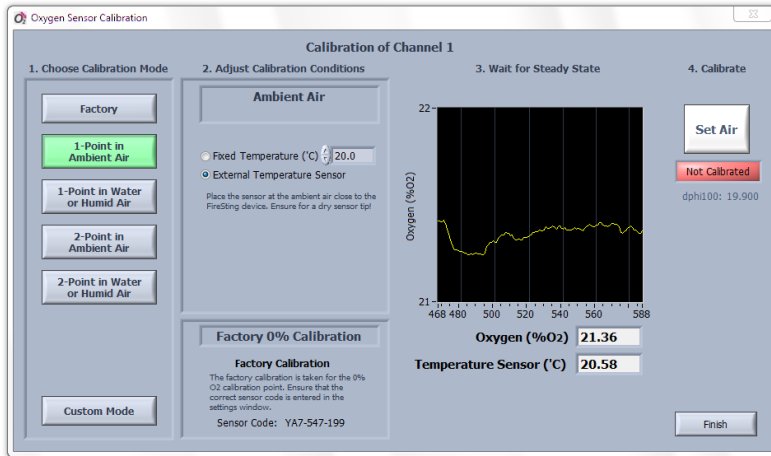 Oxygen Sensor Calibration
Calibration of Channel 1
1. Choose Calibration Mode
Factory
1-Point in
Ambient Air
1-Point in Water
or Humid Air
2-Point in
Ambient Air
2-Point in Water
or Humid Air
Custom Mode
2. Adjust Calibration Conditions
Ambient Air
Fixed Temperature (°C) 20.0
External Temperature Sensor
Place the sensor at the ambient air close to the
FireSting device. Ensure for a dry sensor tip!
Factory 0% Calibration
Factory Calibration
The factory calibration is taken for the 0%
O2 calibration point. Ensure that the
correct sensor code is entered in the
settings window.
Sensor Code: YA7-547-199
3. Wait for Steady State
Oxygen (%O2)
22
21
468 480 500 520 540 560 588
Oxygen (%O2) 21.36
Temperature Sensor (°C) 20.58
4. Calibrate
Set Air
Not Calibrated
dphi100: 19.900
Finish